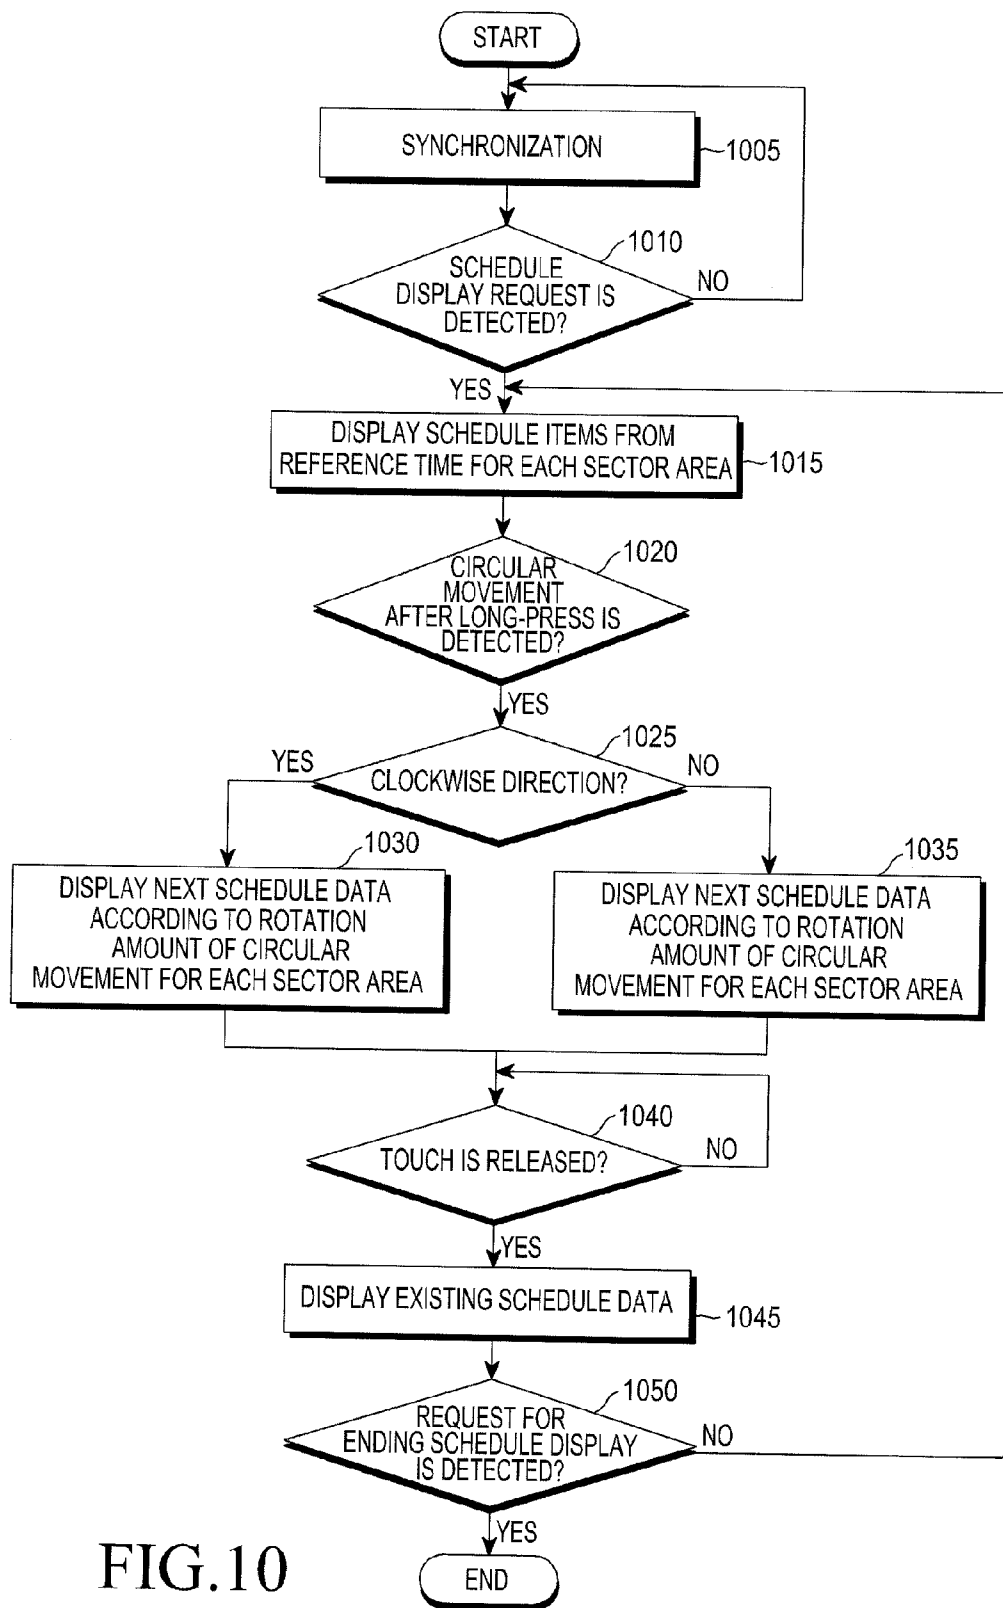 START
SYNCHRONIZATION
1005
1010
SCHEDULE
DISPLAY REQUEST IS
DETECTED?
NO
YES
DISPLAY SCHEDULE ITEMS FROM
REFERENCE TIME FOR EACH SECTOR AREA
1015
1020
CIRCULAR
MOVEMENT
AFTER LONG-PRESS IS
DETECTED?
YES
1025
YES
CLOCKWISE DIRECTION?
NO
1030
DISPLAY NEXT SCHEDULE DATA
ACCORDING TO ROTATION
AMOUNT OF CIRCULAR
MOVEMENT FOR EACH SECTOR AREA
1035
DISPLAY NEXT SCHEDULE DATA
ACCORDING TO ROTATION
AMOUNT OF CIRCULAR
MOVEMENT FOR EACH SECTOR AREA
1040
TOUCH IS RELEASED?
NO
YES
DISPLAY EXISTING SCHEDULE DATA
1045
1050
REQUEST FOR
ENDING SCHEDULE DISPLAY
IS DETECTED?
NO
YES
END
FIG.10